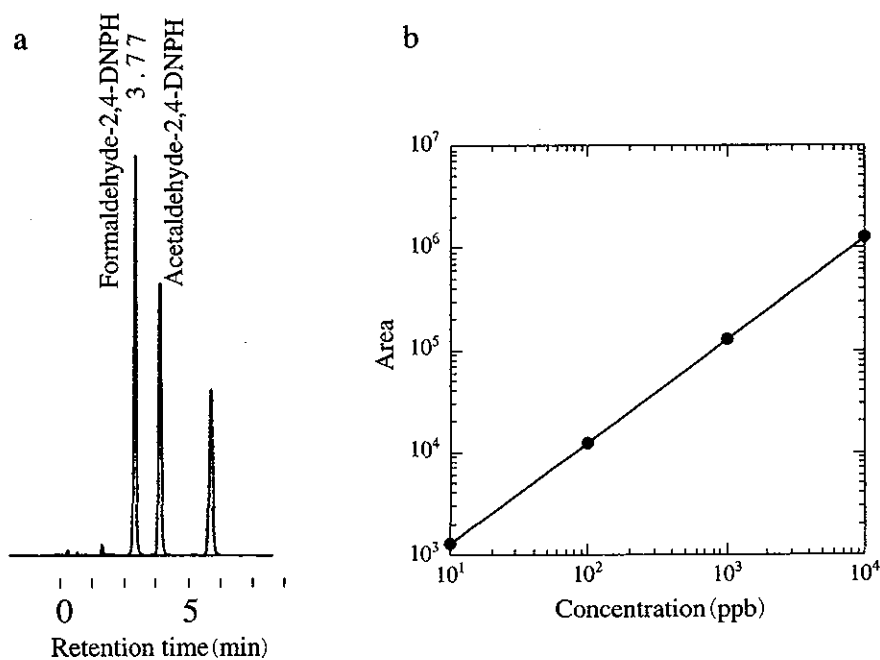 a
Formaldehyde-2,4-DNPH
3.77
Acetaldehyde-2,4-DNPH
0 5
Retention time (min)
b
10⁷
10⁶
10⁵
10⁴
10³
Area
10¹ 10² 10³ 10⁴
Concentration (ppb)